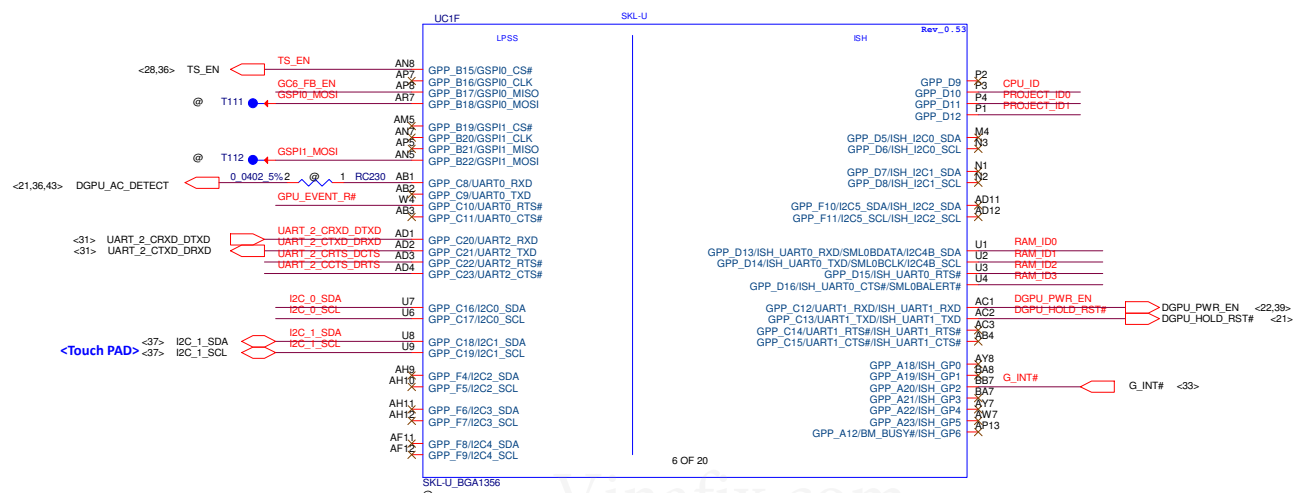 UC1F
SKL-U
Rev_0.53
LPSS
ISH
<28,36> TS_EN TS_EN AN8 GPP_B15/GSPI0_CS#
AP7 GPP_B16/GSPI0_CLK
GC6_FB_EN AP8 GPP_B17/GSPI0_MISO
@ T111 GSPI0_MOSI AR7 GPP_B18/GSPI0_MOSI
AM5 GPP_B19/GSPI1_CS#
AN7 GPP_B20/GSPI1_CLK
AP5 GPP_B21/GSPI1_MISO
@ T112 GSPI1_MOSI AN5 GPP_B22/GSPI1_MOSI
<21,36,43> DGPU_AC_DETECT 0_0402_5% 2 @ 1 RC230 AB1 GPP_C8/UART0_RXD
AB2 GPP_C9/UART0_TXD
GPU_EVENT_R# W4 GPP_C10/UART0_RTS#
AB3 GPP_C11/UART0_CTS#
<31> UART_2_CRXD_DTXD UART_2_CRXD_DTXD AD1 GPP_C20/UART2_RXD
<31> UART_2_CTXD_DRXD UART_2_CTXD_DRXD AD2 GPP_C21/UART2_TXD
UART_2_CRTS_DCTS AD3 GPP_C22/UART2_RTS#
UART_2_CCTS_DRTS AD4 GPP_C23/UART2_CTS#
I2C_0_SDA U7 GPP_C16/I2C0_SDA
I2C_0_SCL U6 GPP_C17/I2C0_SCL
<37> I2C_1_SDA I2C_1_SDA U8 GPP_C18/I2C1_SDA
<Touch PAD> <37> I2C_1_SCL I2C_1_SCL U9 GPP_C19/I2C1_SCL
AH9 GPP_F4/I2C2_SDA
AH10 GPP_F5/I2C2_SCL
AH11 GPP_F6/I2C3_SDA
AH12 GPP_F7/I2C3_SCL
AF11 GPP_F8/I2C4_SDA
AF12 GPP_F9/I2C4_SCL
GPP_D9 P2
GPP_D10 P3 CPU_ID
GPP_D11 P4 PROJECT_ID0
GPP_D12 P1 PROJECT_ID1
GPP_D5/ISH_I2C0_SDA M4
GPP_D6/ISH_I2C0_SCL N3
GPP_D7/ISH_I2C1_SDA N1
GPP_D8/ISH_I2C1_SCL N2
GPP_F10/I2C5_SDA/ISH_I2C2_SDA AD11
GPP_F11/I2C5_SCL/ISH_I2C2_SCL AD12
GPP_D13/ISH_UART0_RXD/SML0BDATA/I2C4B_SDA U1 RAM_ID0
GPP_D14/ISH_UART0_TXD/SML0BCLK/I2C4B_SCL U2 RAM_ID1
GPP_D15/ISH_UART0_RTS# U3 RAM_ID2
GPP_D16/ISH_UART0_CTS#/SML0BALERT# U4 RAM_ID3
GPP_C12/UART1_RXD/ISH_UART1_RXD AC1 DGPU_PWR_EN DGPU_PWR_EN <22,39>
GPP_C13/UART1_TXD/ISH_UART1_TXD AC2 DGPU_HOLD_RST# DGPU_HOLD_RST# <21>
GPP_C14/UART1_RTS#/ISH_UART1_RTS# AC3
GPP_C15/UART1_CTS#/ISH_UART1_CTS# AB4
GPP_A18/ISH_GP0 AY8
GPP_A19/ISH_GP1 BA8
GPP_A20/ISH_GP2 BB7 G_INT# G_INT# <33>
GPP_A21/ISH_GP3 BA7
GPP_A22/ISH_GP4 AY7
GPP_A23/ISH_GP5 AW7
GPP_A12/BM_BUSY#/ISH_GP6 AP13
6 OF 20
SKL-U_BGA1356